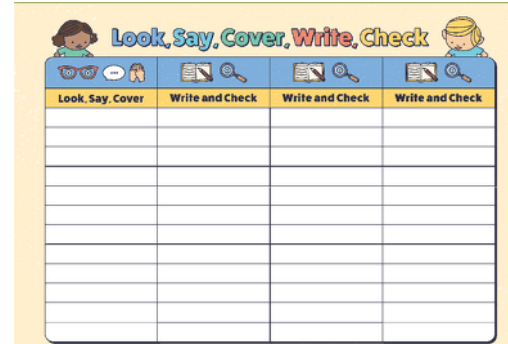 Look, Say, Cover, Write, Check
Look, Say, Cover Write and Check Write and Check Write and Check